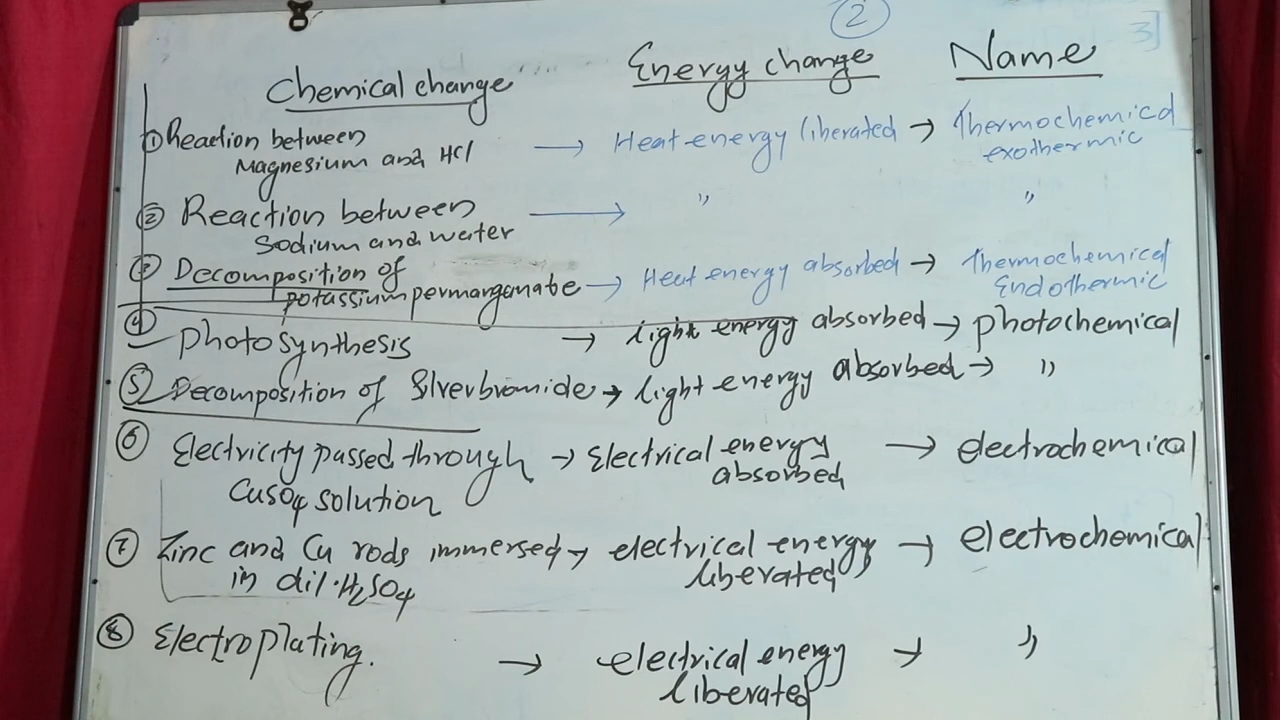 2
3]
Chemical change Energy change Name
① Reaction between → Heat energy liberated → Thermochemical
Magnesium and HCl exothermic
② Reaction between → " "
Sodium and water
③ Decomposition of → Heat energy absorbed → Thermochemical
potassium permanganate Endothermic
④ Photosynthesis → light energy absorbed → photochemical
⑤ Decomposition of Silverbromide → light energy absorbed → "
⑥ Electricity passed through → Electrical energy → electrochemical
CuSO4 solution absorbed
⑦ Zinc and Cu rods immersed → electrical energy → electrochemical
in dil·H2SO4 liberated
⑧ Electroplating. → electrical energy → "
liberated